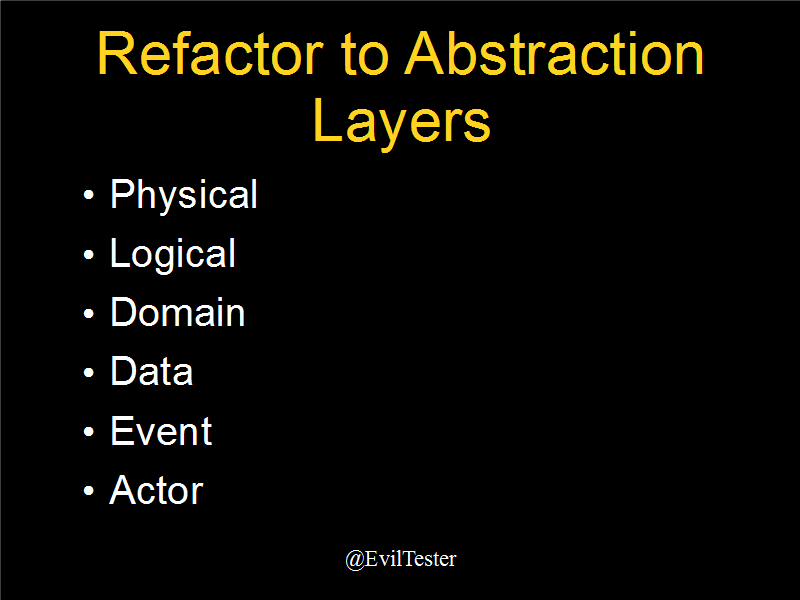 Refactor to Abstraction
Layers
• Physical
• Logical
• Domain
• Data
• Event
• Actor
@EvilTester